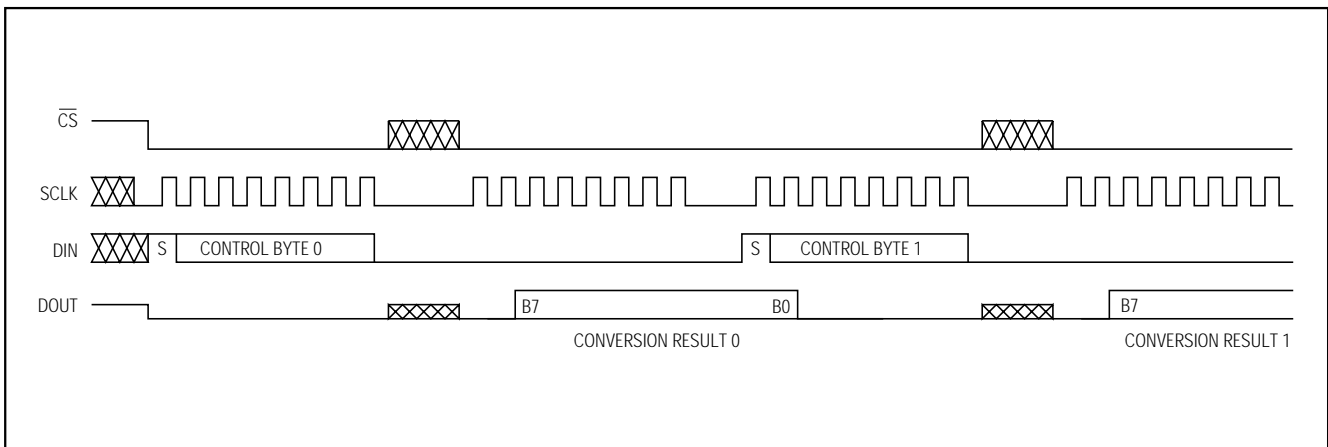 CS
SCLK
DIN S CONTROL BYTE 0 S CONTROL BYTE 1
DOUT B7 B0 B7
CONVERSION RESULT 0 CONVERSION RESULT 1